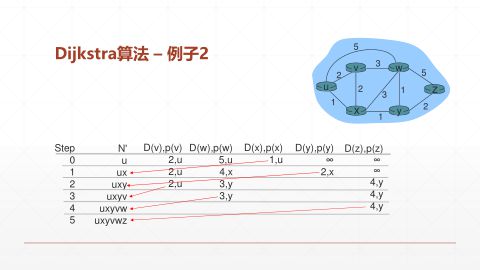 Dijkstra算法 – 例子2
5
v 3 w
2 5
u 2 3 1 z
1 2
x 1 y
Step N' D(v),p(v) D(w),p(w) D(x),p(x) D(y),p(y) D(z),p(z)
0 u 2,u 5,u 1,u ∞ ∞
1 ux 2,u 4,x 2,x ∞
2 uxy 2,u 3,y 4,y
3 uxyv 3,y 4,y
4 uxyvw 4,y
5 uxyvwz